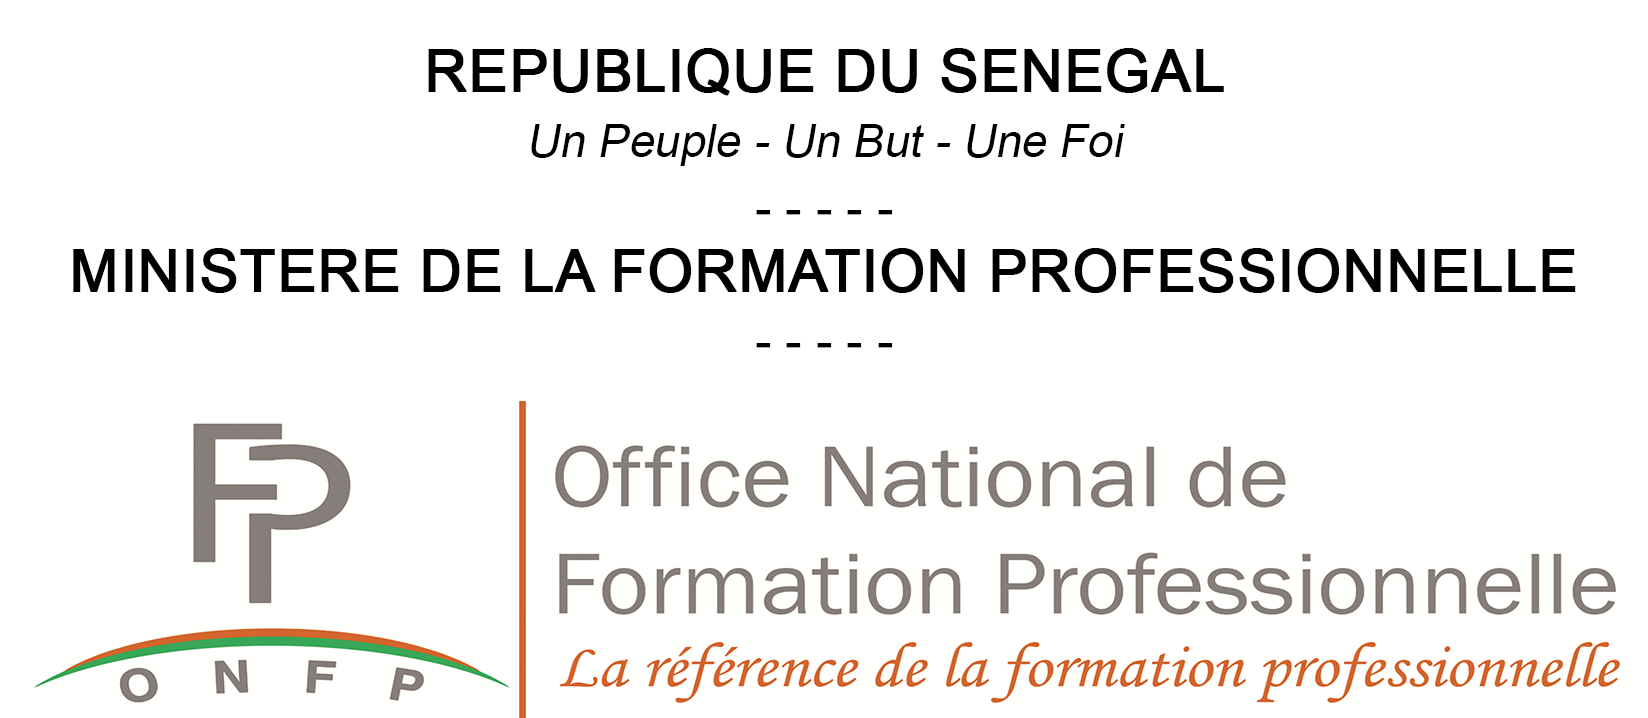 REPUBLIQUE DU SENEGAL
Un Peuple - Un But - Une Foi
- - - - -
MINISTERE DE LA FORMATION PROFESSIONNELLE
- - - - -
FP
O N F P
Office National de
Formation Professionnelle
La référence de la formation professionnelle